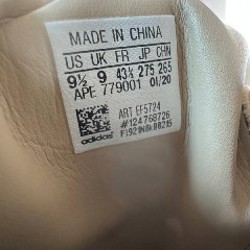 MADE IN CHINA
US UK FR JP CHN
9½ 9 43⅓ 275 265
APE 779001 01/20
ART EF5724
#124768726
adidas